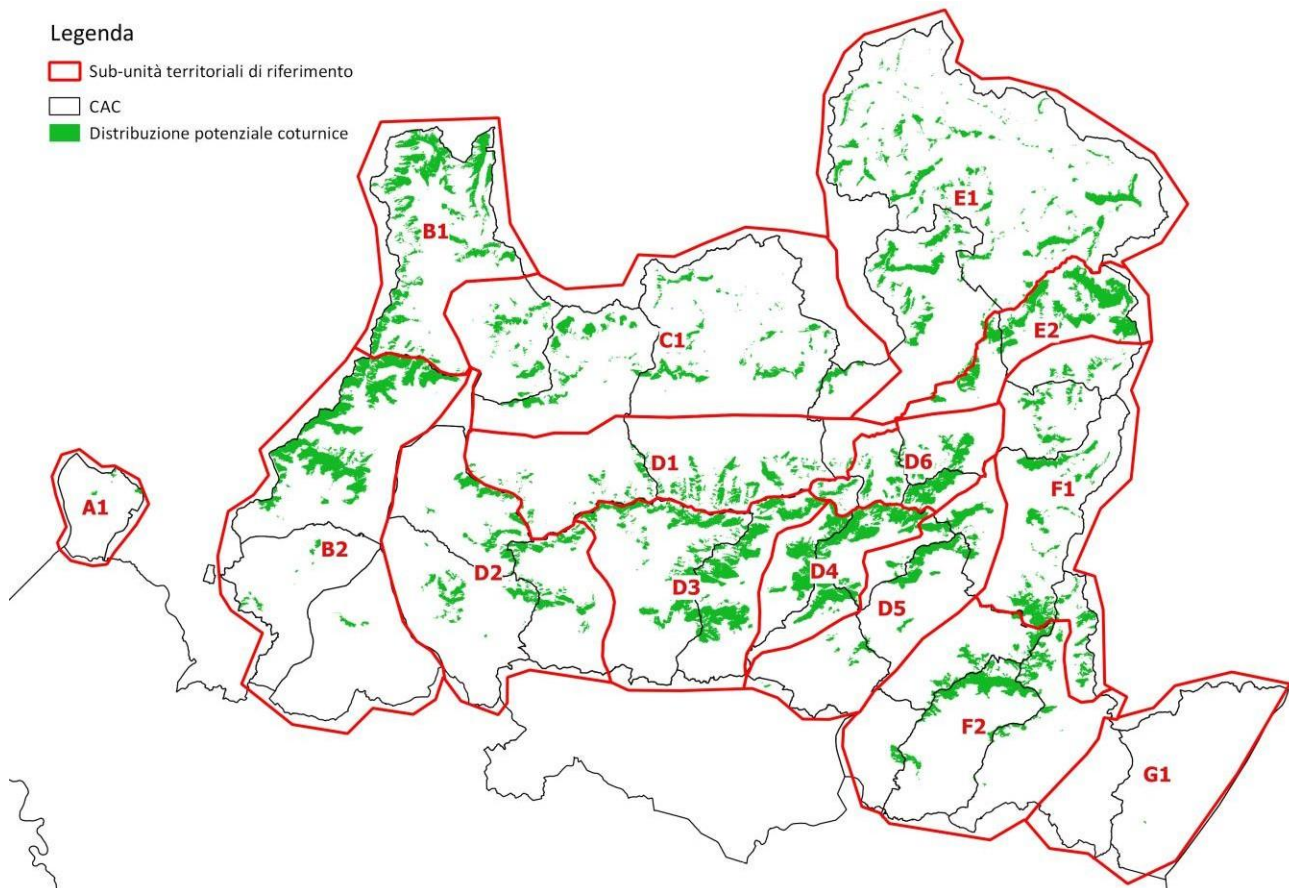 Legenda
Sub-unità territoriali di riferimento
CAC
Distribuzione potenziale coturnice
E1
B1
C1
E2
D1
D6
F1
A1
B2
D2
D3
D4
D5
F2
G1